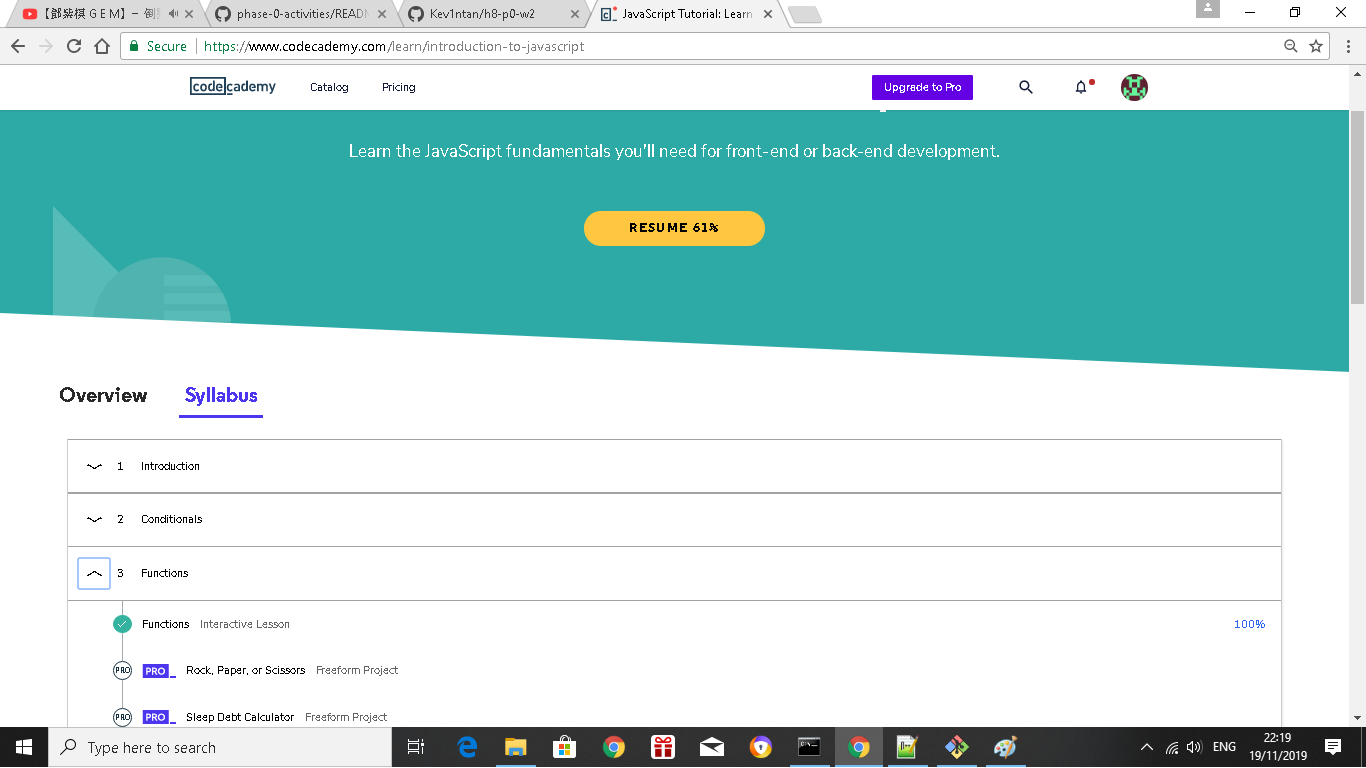 【鄧紫棋 G E M】 – 倒
phase-0-activities/READM
Kev1ntan/h8-p0-w2
JavaScript Tutorial: Learn
Secure https://www.codecademy.com/learn/introduction-to-javascript
codecademy Catalog Pricing Upgrade to Pro
Learn the JavaScript fundamentals you'll need for front-end or back-end development.
RESUME 61%
Overview Syllabus
1 Introduction
2 Conditionals
3 Functions
Functions Interactive Lesson 100%
PRO PRO_ Rock, Paper, or Scissors Freeform Project
PRO PRO_ Sleep Debt Calculator Freeform Project
Type here to search
ENG
22:19
19/11/2019